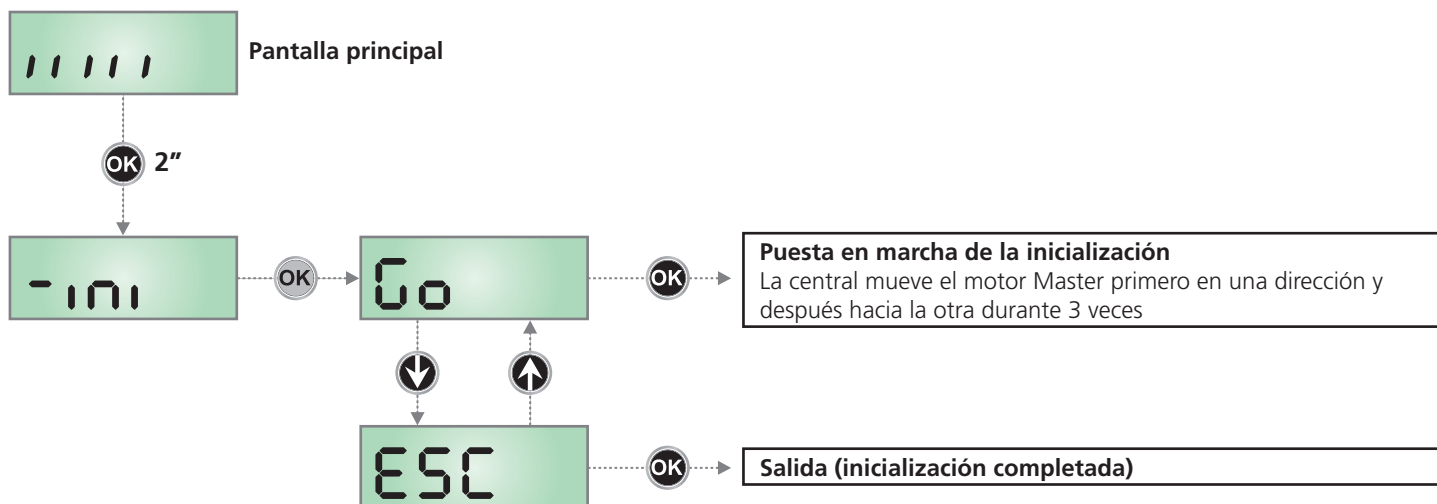 Pantalla principal
OK 2″
-ini
OK
Go
OK
Puesta en marcha de la inicialización
La central mueve el motor Master primero en una dirección y
después hacia la otra durante 3 veces
ESC
OK
Salida (inicialización completada)